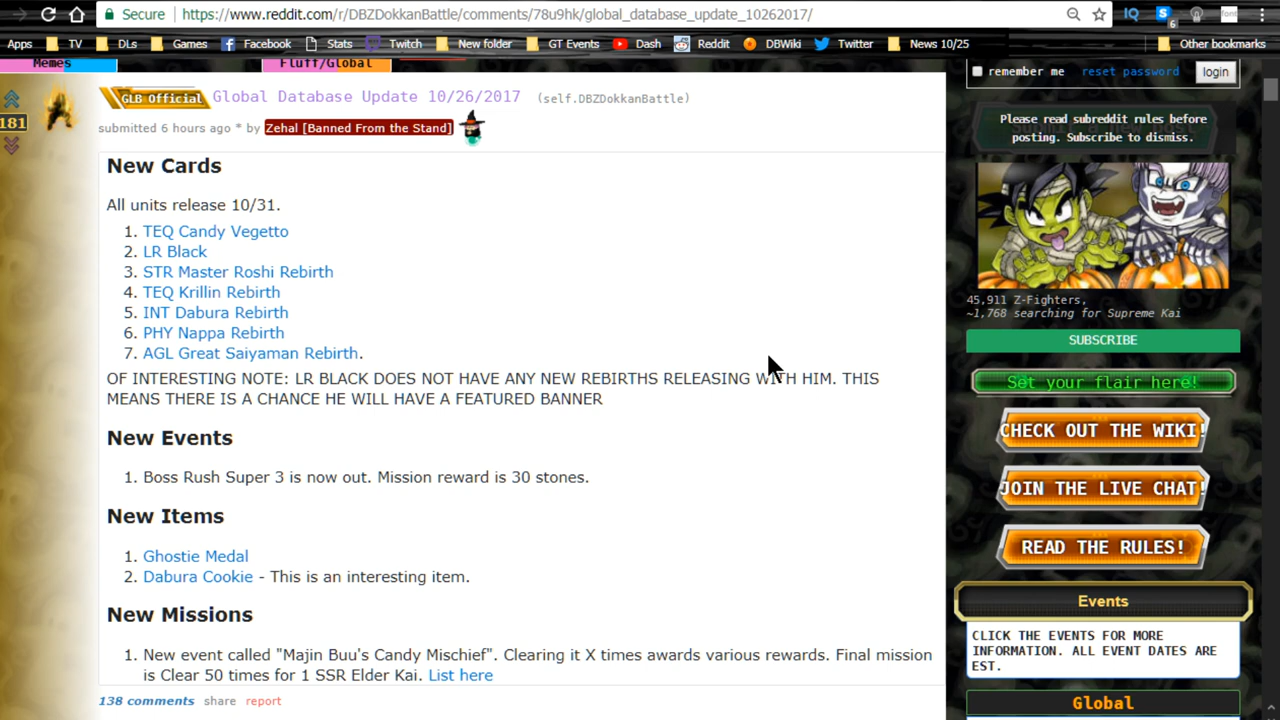 Secure https://www.reddit.com/r/DBZDokkanBattle/comments/78u9hk/global_database_update_10262017/
IQ
6
Apps TV DLs Games Facebook Stats Twitch New folder GT Events Dash Reddit DBWiki Twitter News 10/25 Other bookmarks
Memes Fluff/Global
remember me reset password login
GLB Official Global Database Update 10/26/2017 (self.DBZDokkanBattle)
181
submitted 6 hours ago * by Zehal [Banned From the Stand]
Please read subreddit rules before
posting. Subscribe to dismiss.
New Cards
All units release 10/31.
1. TEQ Candy Vegetto
2. LR Black
3. STR Master Roshi Rebirth
4. TEQ Krillin Rebirth
5. INT Dabura Rebirth
6. PHY Nappa Rebirth
7. AGL Great Saiyaman Rebirth.
OF INTERESTING NOTE: LR BLACK DOES NOT HAVE ANY NEW REBIRTHS RELEASING WITH HIM. THIS
MEANS THERE IS A CHANCE HE WILL HAVE A FEATURED BANNER
New Events
1. Boss Rush Super 3 is now out. Mission reward is 30 stones.
New Items
1. Ghostie Medal
2. Dabura Cookie - This is an interesting item.
New Missions
1. New event called "Majin Buu's Candy Mischief". Clearing it X times awards various rewards. Final mission
is Clear 50 times for 1 SSR Elder Kai. List here
138 comments share report
45,911 Z-Fighters,
~1,768 searching for Supreme Kai
SUBSCRIBE
Set your flair here!
CHECK OUT THE WIKI!
JOIN THE LIVE CHAT!
READ THE RULES!
Events
CLICK THE EVENTS FOR MORE
INFORMATION. ALL EVENT DATES ARE
EST.
Global